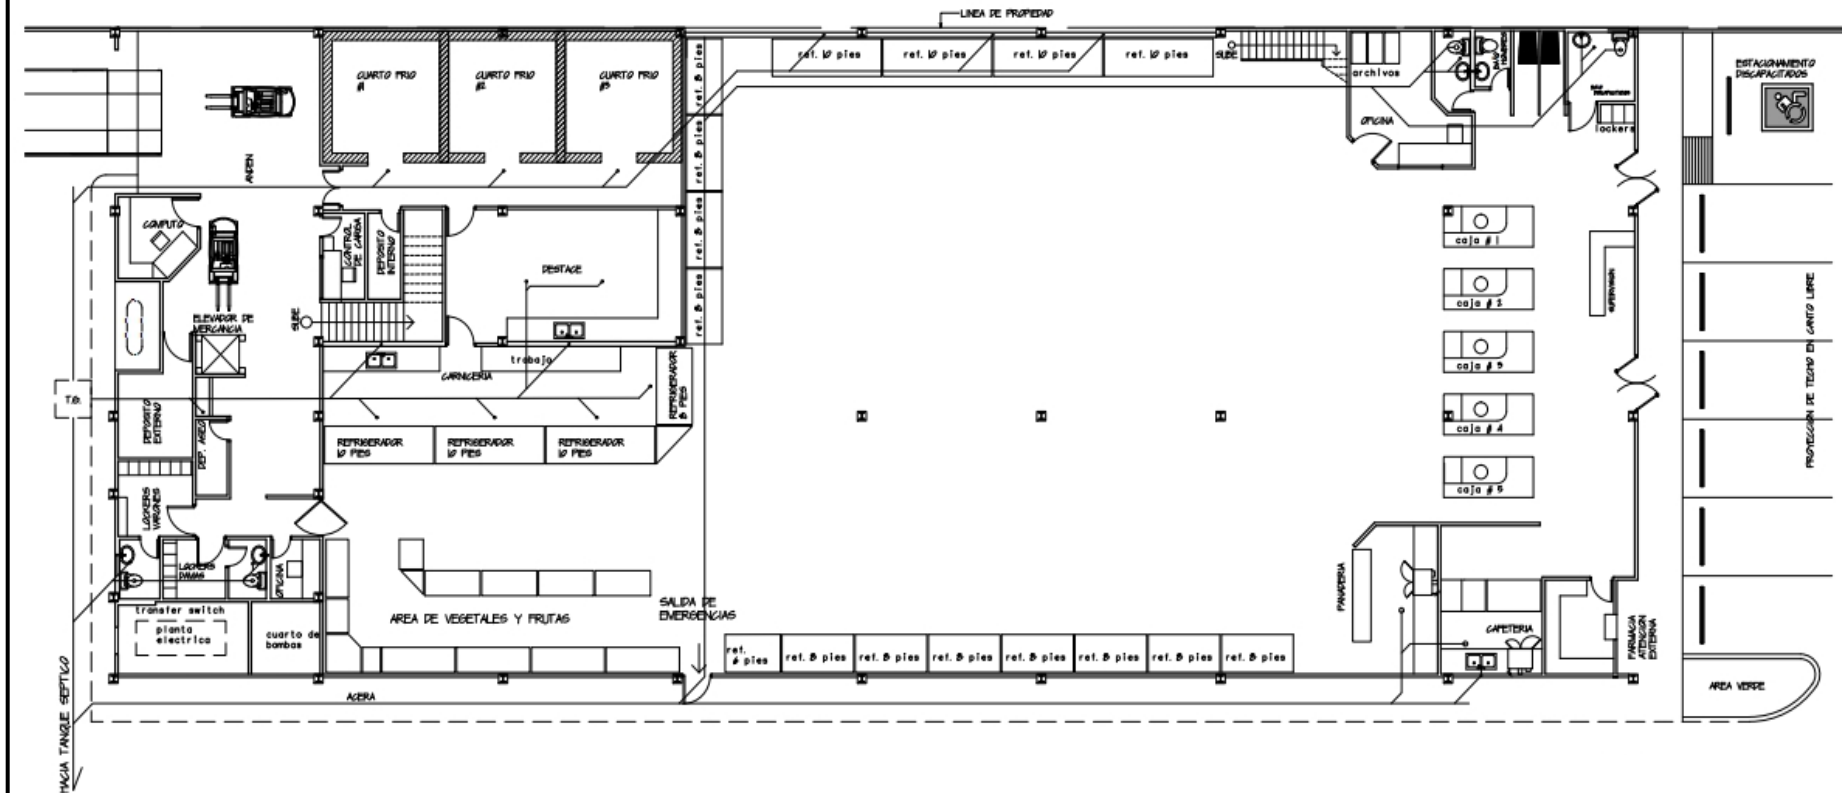 LINEA DE PROPIEDAD
CUARTO FRIO
#1
CUARTO FRIO
#2
CUARTO FRIO
#3
ref. 8 pies
ref. 8 pies
ref. 8 pies
ref. 8 pies
ref. 10 pies
ref. 10 pies
ref. 10 pies
ref. 10 pies
SUBE
archivos
OFICINA
lockers
ESTACIONAMIENTO
DISCAPACITADOS
ANDEN
COMPUTO
CONTROL
DE CARGA
DEPOSITO
INTERNO
DESTACE
SUBE
ELEVADOR DE
MERCANCIA
caja #1
caja # 2
caja # 3
caja # 4
caja # 5
SUPERVISION
PROYECCION DE TECHO EN CANTO LIBRE
trabajo
CARNICERIA
REFRIGERADOR
8 PIES
T.G.
DEPOSITO
EXTERNO
DEP. ASEO
REFRIGERADOR
10 PIES
REFRIGERADOR
10 PIES
REFRIGERADOR
10 PIES
LOCKERS
VARONES
LOCKERS
DAMAS
OFICINA
transfer switch
planta
electrica
cuarto de
bombas
AREA DE VEGETALES Y FRUTAS
SALIDA DE
EMERGENCIAS
ref.
6 pies
ref. 8 pies
ref. 8 pies
ref. 8 pies
ref. 8 pies
ref. 8 pies
ref. 8 pies
ref. 8 pies
PANADERIA
CAFETERIA
FARMACIA
ATENCION
EXTERNA
AREA VERDE
ACERA
HACIA TANQUE SEPTICO